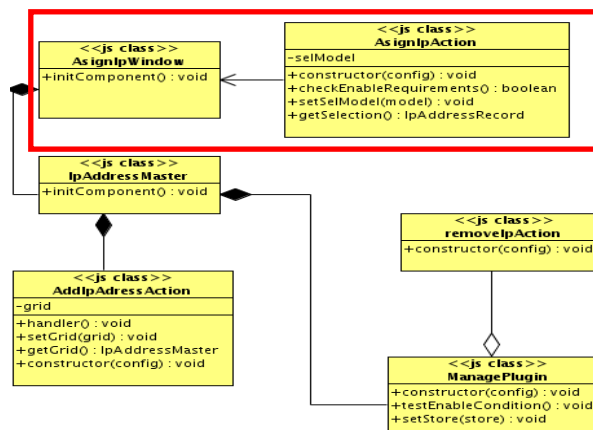 <<js class>>
AsignIpWindow
+initComponent() : void
<<js class>>
AsignIpAction
-selModel
+constructor(config) : void
+checkEnableRequirements() : boolean
+setSelModel(model) : void
+getSelection() : IpAddressRecord
<<js class>>
IpAddressMaster
+initComponent() : void
<<js class>>
removeIpAction
+constructor(config) : void
<<js class>>
AddIpAdressAction
-grid
+handler() : void
+setGrid(grid) : void
+getGrid() : IpAddressMaster
+constructor(config) : void
<<js class>>
ManagePlugin
+constructor(config) : void
+testEnableCondition() : void
+setStore(store) : void